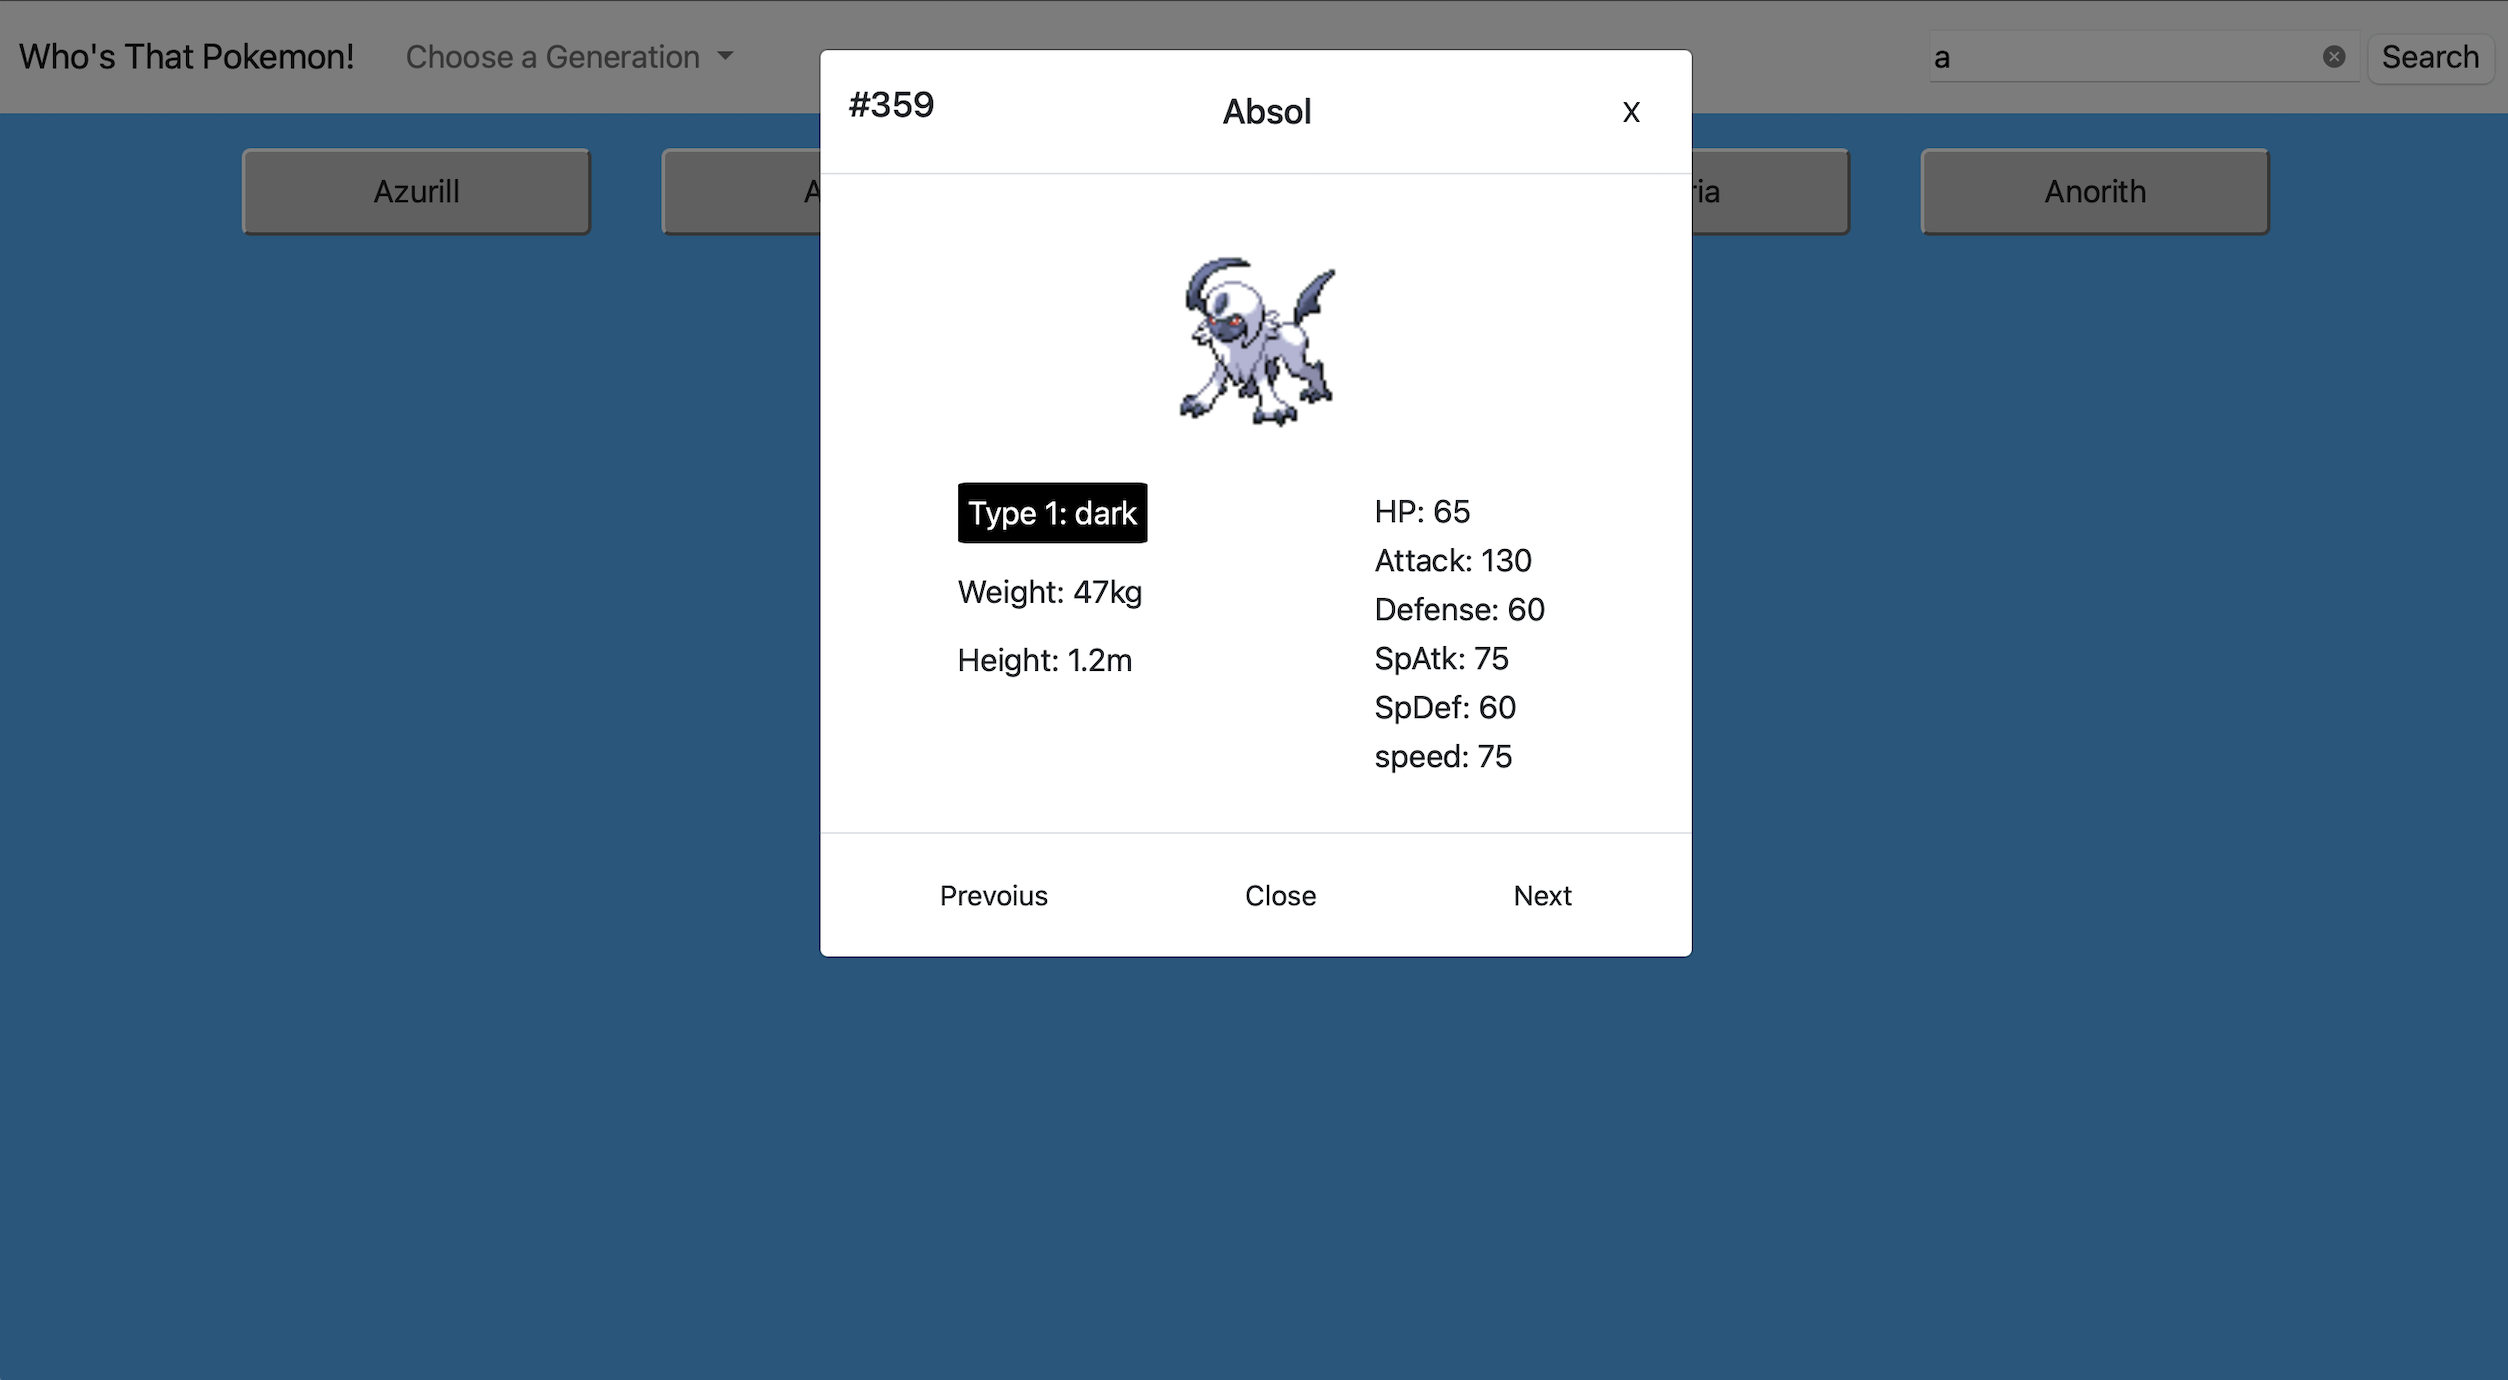 Who's That Pokemon!
Choose a Generation
a
Search
#359
Absol
X
Azurill
A
ria
Anorith
Type 1: dark
Weight: 47kg
Height: 1.2m
HP: 65
Attack: 130
Defense: 60
SpAtk: 75
SpDef: 60
speed: 75
Prevoius
Close
Next